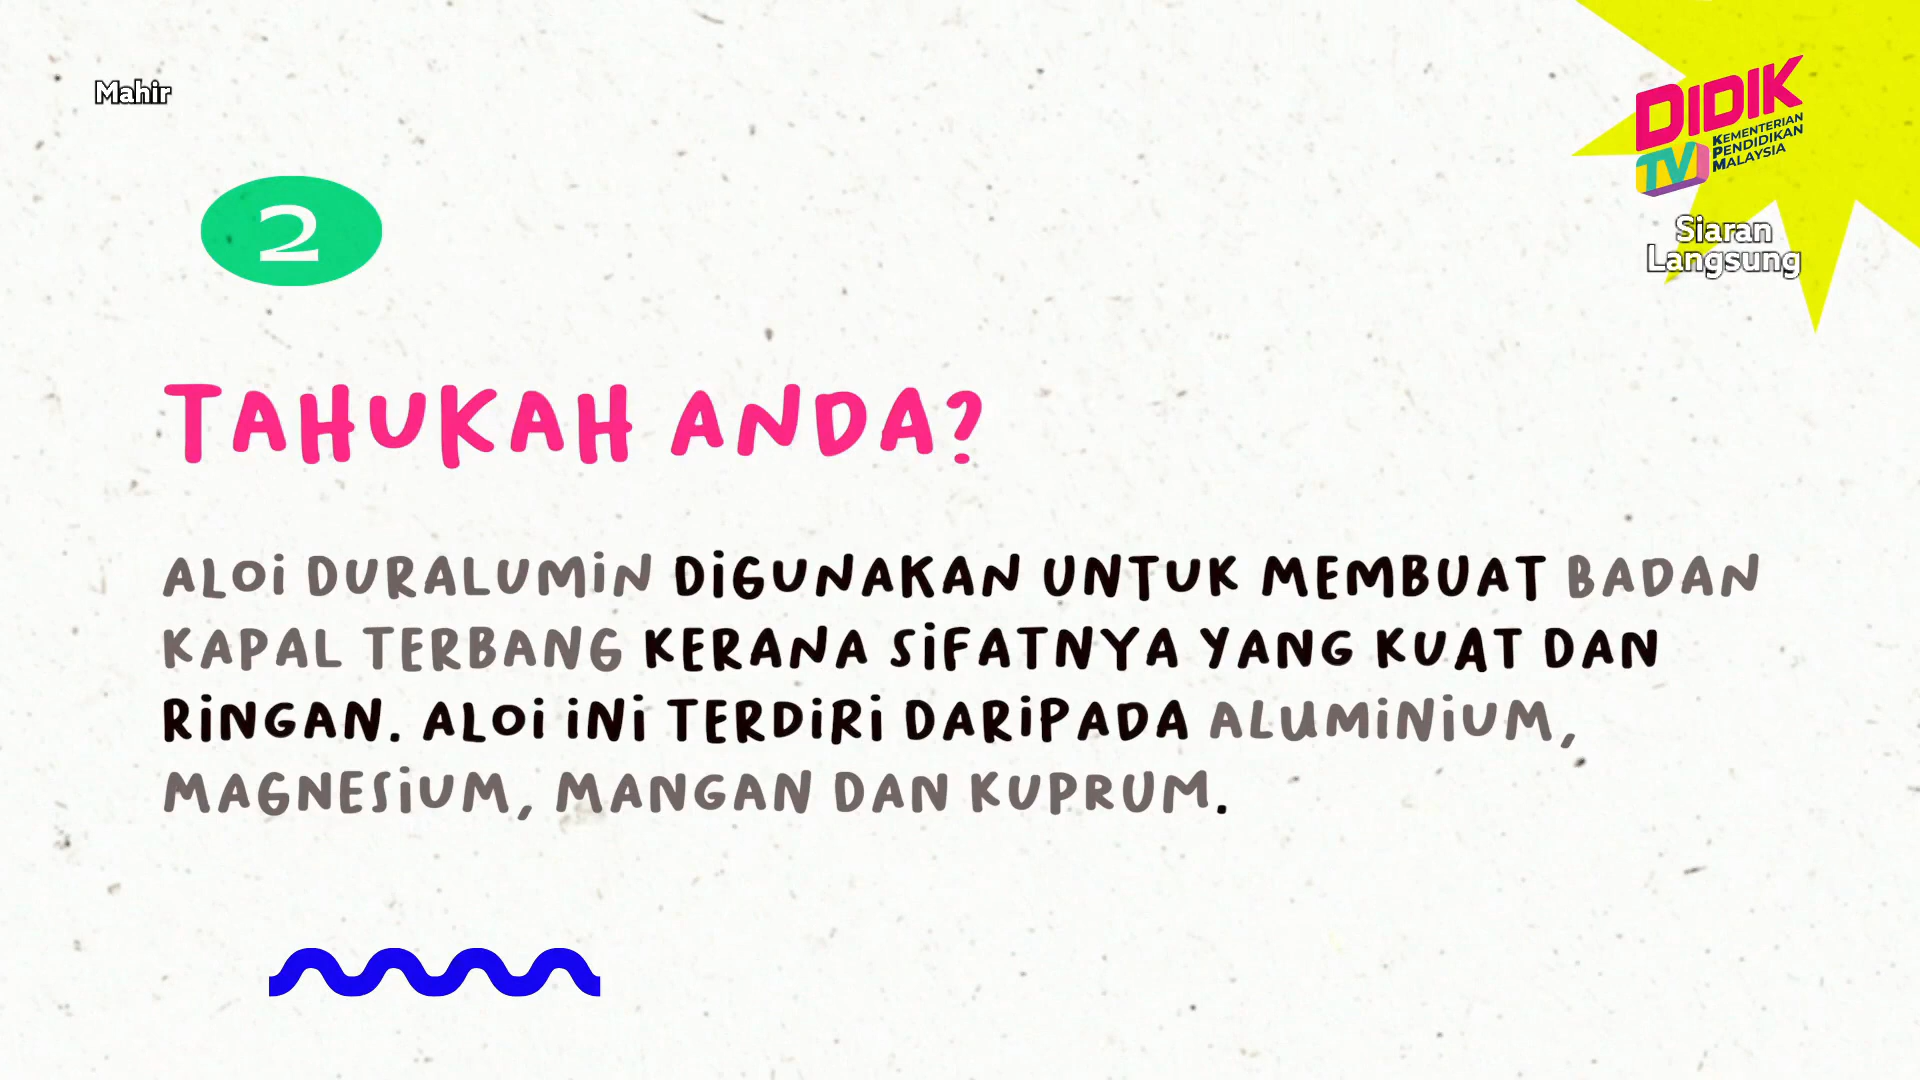 Mahir
DIDIK
TV
KEMENTERIAN
PENDIDIKAN
MALAYSIA
Siaran
Langsung
2
TAHUKAH ANDA?
ALOI DURALUMIN DIGUNAKAN UNTUK MEMBUAT BADAN
KAPAL TERBANG KERANA SIFATNYA YANG KUAT DAN
RINGAN. ALOI INI TERDIRI DARIPADA ALUMINIUM,
MAGNESIUM, MANGAN DAN KUPRUM.